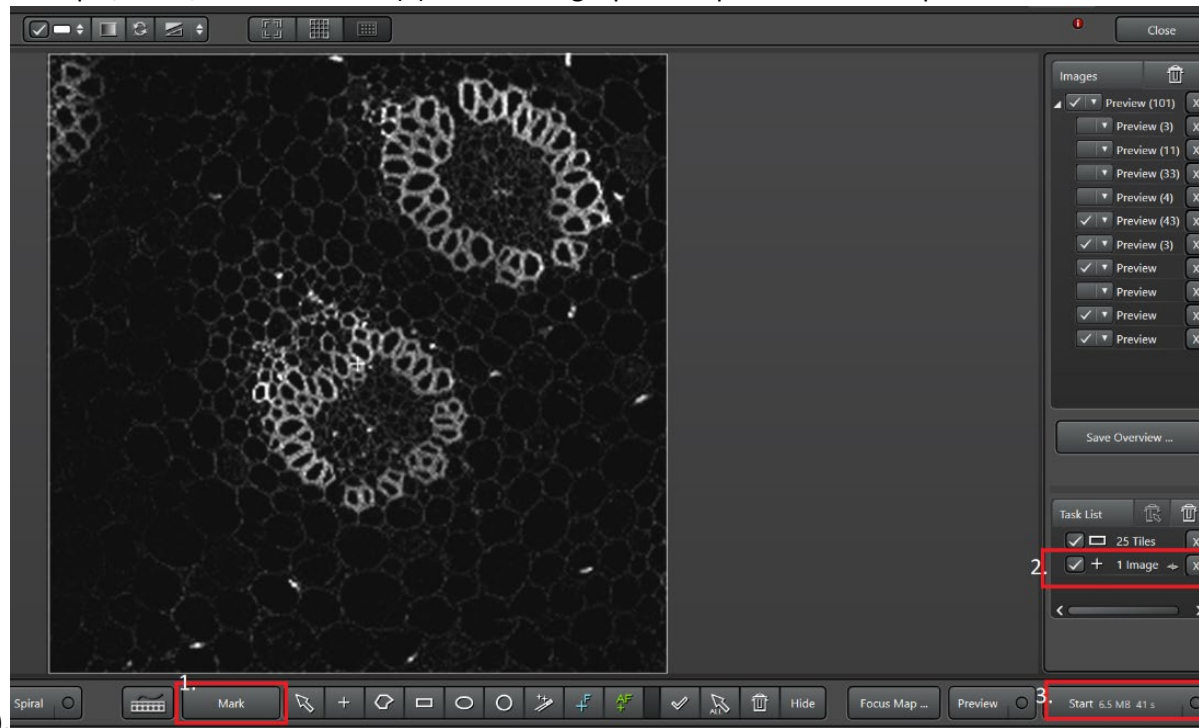 Close
Images
Preview (101) X
Preview (3) X
Preview (11) X
Preview (33) X
Preview (4) X
Preview (43) X
Preview (3) X
Preview X
Preview X
Preview X
Preview X
Save Overview ...
Task List
25 Tiles X
2. 1 Image X
1.
Spiral
Mark
F
AF
ALL
Hide
Focus Map ...
Preview
3. Start 6.5 MB 41 s